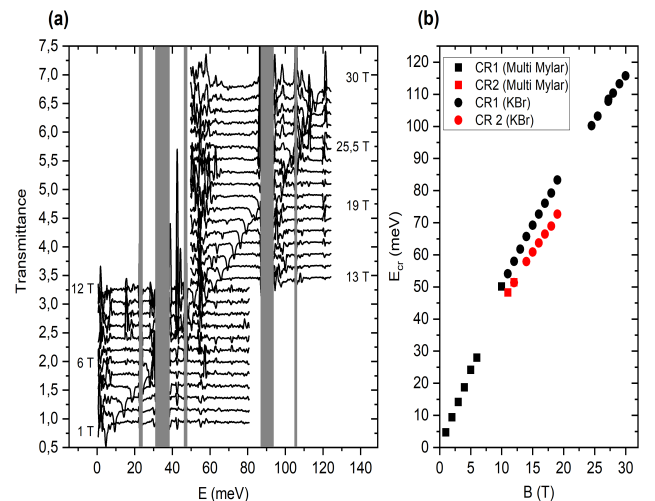 (a)
7,5
7,0
6,5
6,0
5,5
5,0
4,5
4,0
3,5
3,0
2,5
2,0
1,5
1,0
0,5
Transmittance
30 T
25,5 T
19 T
13 T
12 T
6 T
1 T
0 20 40 60 80 100 120 140
E (meV)
(b)
120
110
100
90
80
70
60
50
40
30
20
10
0
E_cr (meV)
CR1 (Multi Mylar)
CR2 (Multi Mylar)
CR1 (KBr)
CR 2 (KBr)
0 5 10 15 20 25 30
B (T)